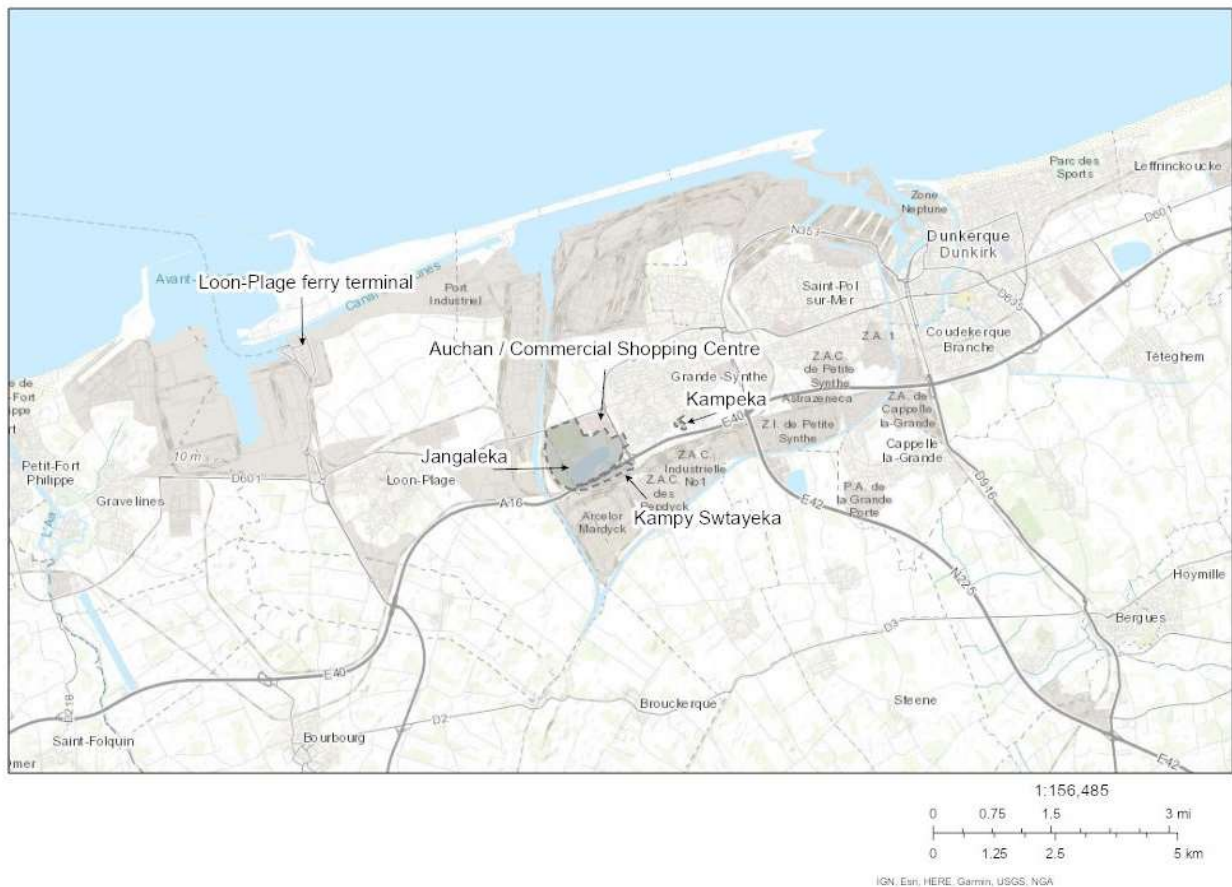 Parc des
Sports
Leffrinckoucke
Zone
Neptune
D601
N353
Dunkerque
Dunkirk
Loon-Plage ferry terminal
Port
Industriel
Saint-Pol
sur-Mer
D635
Auchan / Commercial Shopping Centre
Z.A. 1
Coudekerque
Branche
Téteghem
Grande-Synthe
Z.A.C
de Petite
Synthe
Astrazeneca
Kampeka
E40
Z.A. de
Cappelle
la-Grande
Z.I. de Petite
Synthe
Cappelle
la-Grande
10 m
Petit-Fort
Philippe
Gravelines
L'Aa
D601
Loon-Plage
Jangaleka
A16
Z.A.C.
Industrielle
No1
Z.A.C
des
Kampy Swtayeka
Arcelor
Mardyck
P.A. de
la Grande
Porte
E42
D916
N225
Hoymille
Bergues
D3
E40
D218
Saint-Folquin
Bourbourg
D2
Brouckerque
Steene
E42
1:156,485
0 0.75 1.5 3 mi
0 1.25 2.5 5 km
IGN, Esri, HERE, Garmin, USGS, NGA